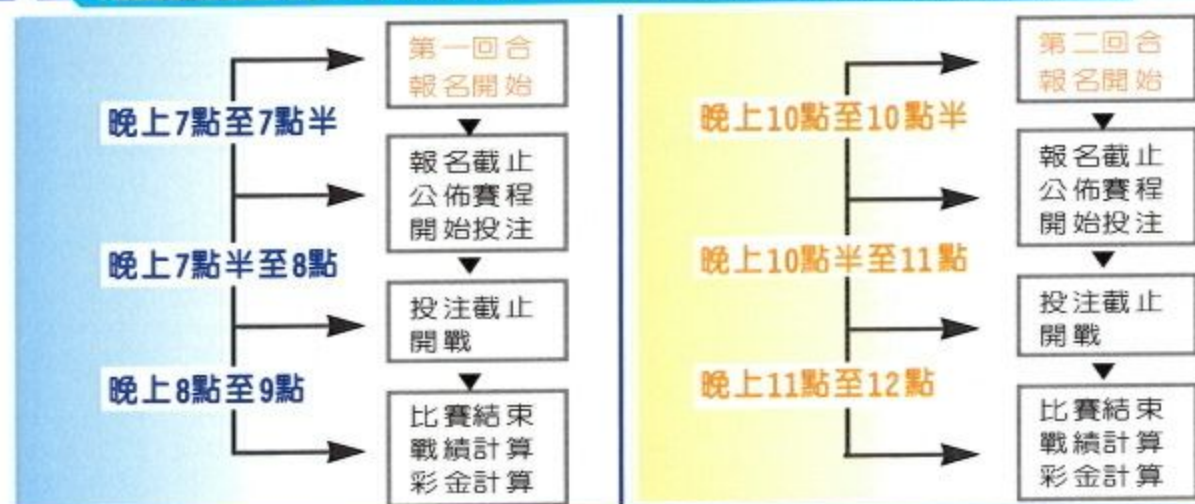 第一回合
報名開始
晚上7點至7點半
報名截止
公佈賽程
開始投注
晚上7點半至8點
投注截止
開戰
晚上8點至9點
比賽結束
戰績計算
彩金計算
第二回合
報名開始
晚上10點至10點半
報名截止
公佈賽程
開始投注
晚上10點半至11點
投注截止
開戰
晚上11點至12點
比賽結束
戰績計算
彩金計算